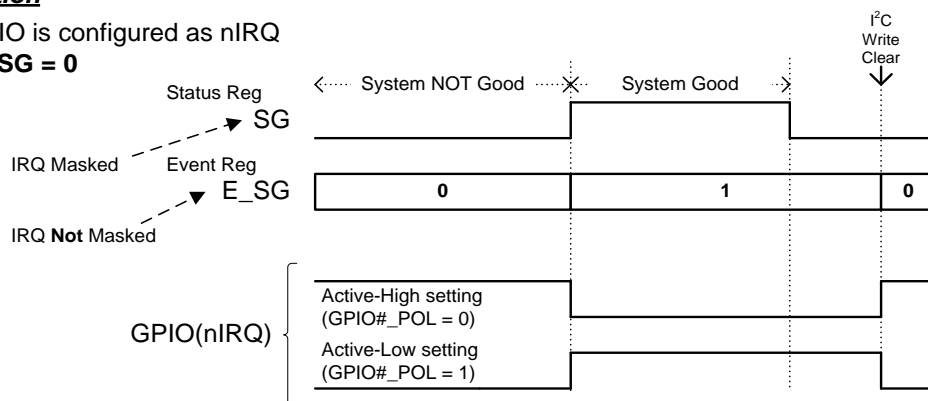 IO is configured as nIRQ
SG = 0
I²C
Write
Clear
System NOT Good
System Good
Status Reg
SG
IRQ Masked
Event Reg
E_SG
0
1
0
IRQ Not Masked
GPIO(nIRQ)
Active-High setting
(GPIO#_POL = 0)
Active-Low setting
(GPIO#_POL = 1)